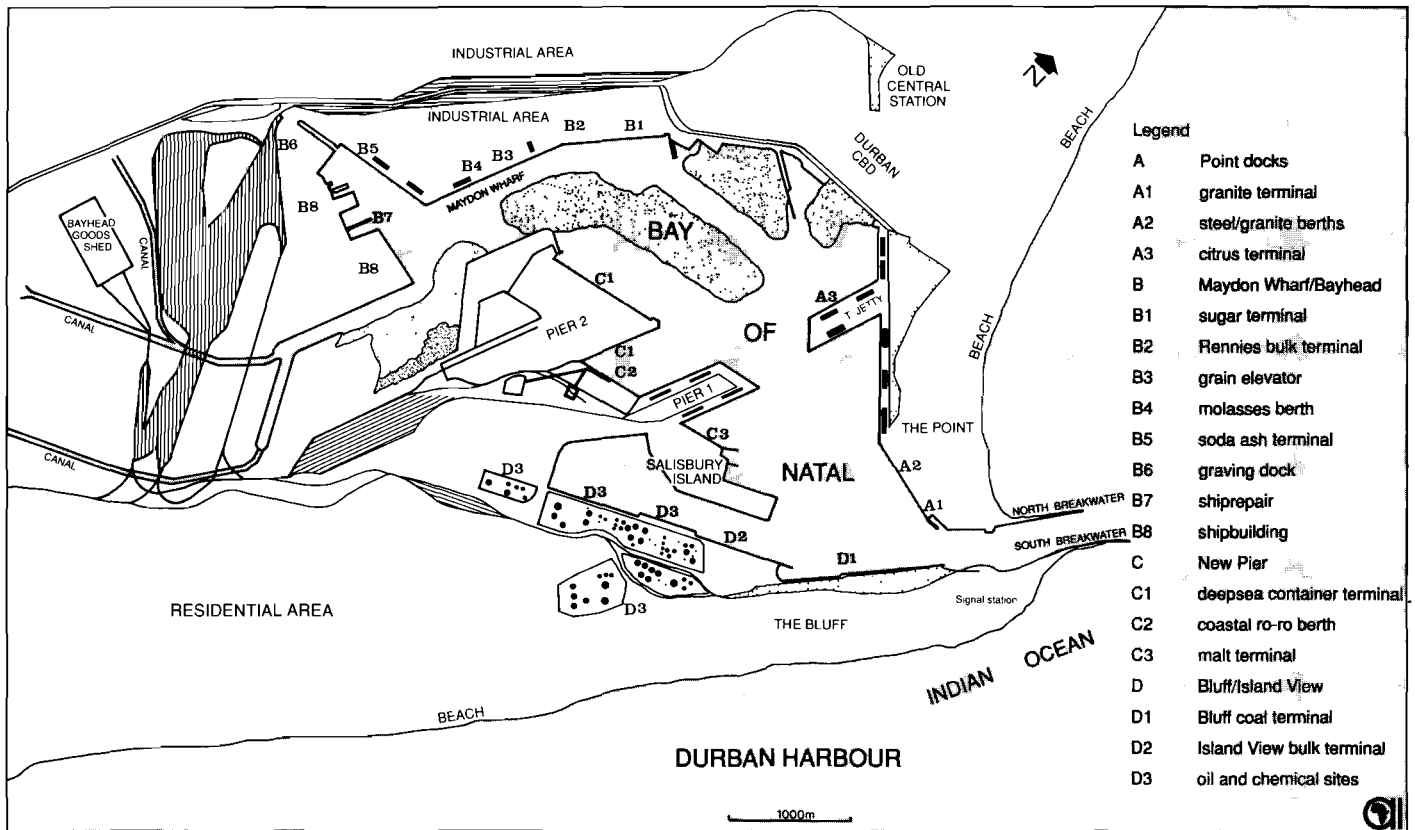 INDUSTRIAL AREA
OLD
CENTRAL
STATION
N
INDUSTRIAL AREA
B2
B1
BEACH
DURBAN
CBD
B6
B5
B4
B3
MAYDON WHARF
B8
B7
BAY
BAYHEAD
GOODS
SHED
CANAL
B8
C1
A3
T. JETTY
CANAL
PIER 2
OF
BEACH
C1
C2
PIER 1
THE POINT
C3
CANAL
D3
SALISBURY
ISLAND
NATAL
A2
D3
D3
D2
A1
NORTH BREAKWATER
SOUTH BREAKWATER
D1
RESIDENTIAL AREA
D3
THE BLUFF
Signal station
INDIAN OCEAN
BEACH
DURBAN HARBOUR
1000m
Legend
A Point docks
A1 granite terminal
A2 steel/granite berths
A3 citrus terminal
B Maydon Wharf/Bayhead
B1 sugar terminal
B2 Rennies bulk terminal
B3 grain elevator
B4 molasses berth
B5 soda ash terminal
B6 graving dock
B7 shiprepair
B8 shipbuilding
C New Pier
C1 deepsea container terminal
C2 coastal ro-ro berth
C3 malt terminal
D Bluff/Island View
D1 Bluff coal terminal
D2 Island View bulk terminal
D3 oil and chemical sites